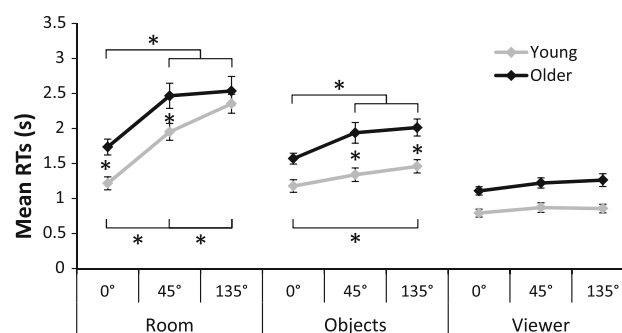 3.5
3
2.5
2
1.5
1
0.5
0
Mean RTs (s)
Young
Older
* * * * * * * * *
0° 45° 135° 0° 45° 135° 0° 45° 135°
Room Objects Viewer